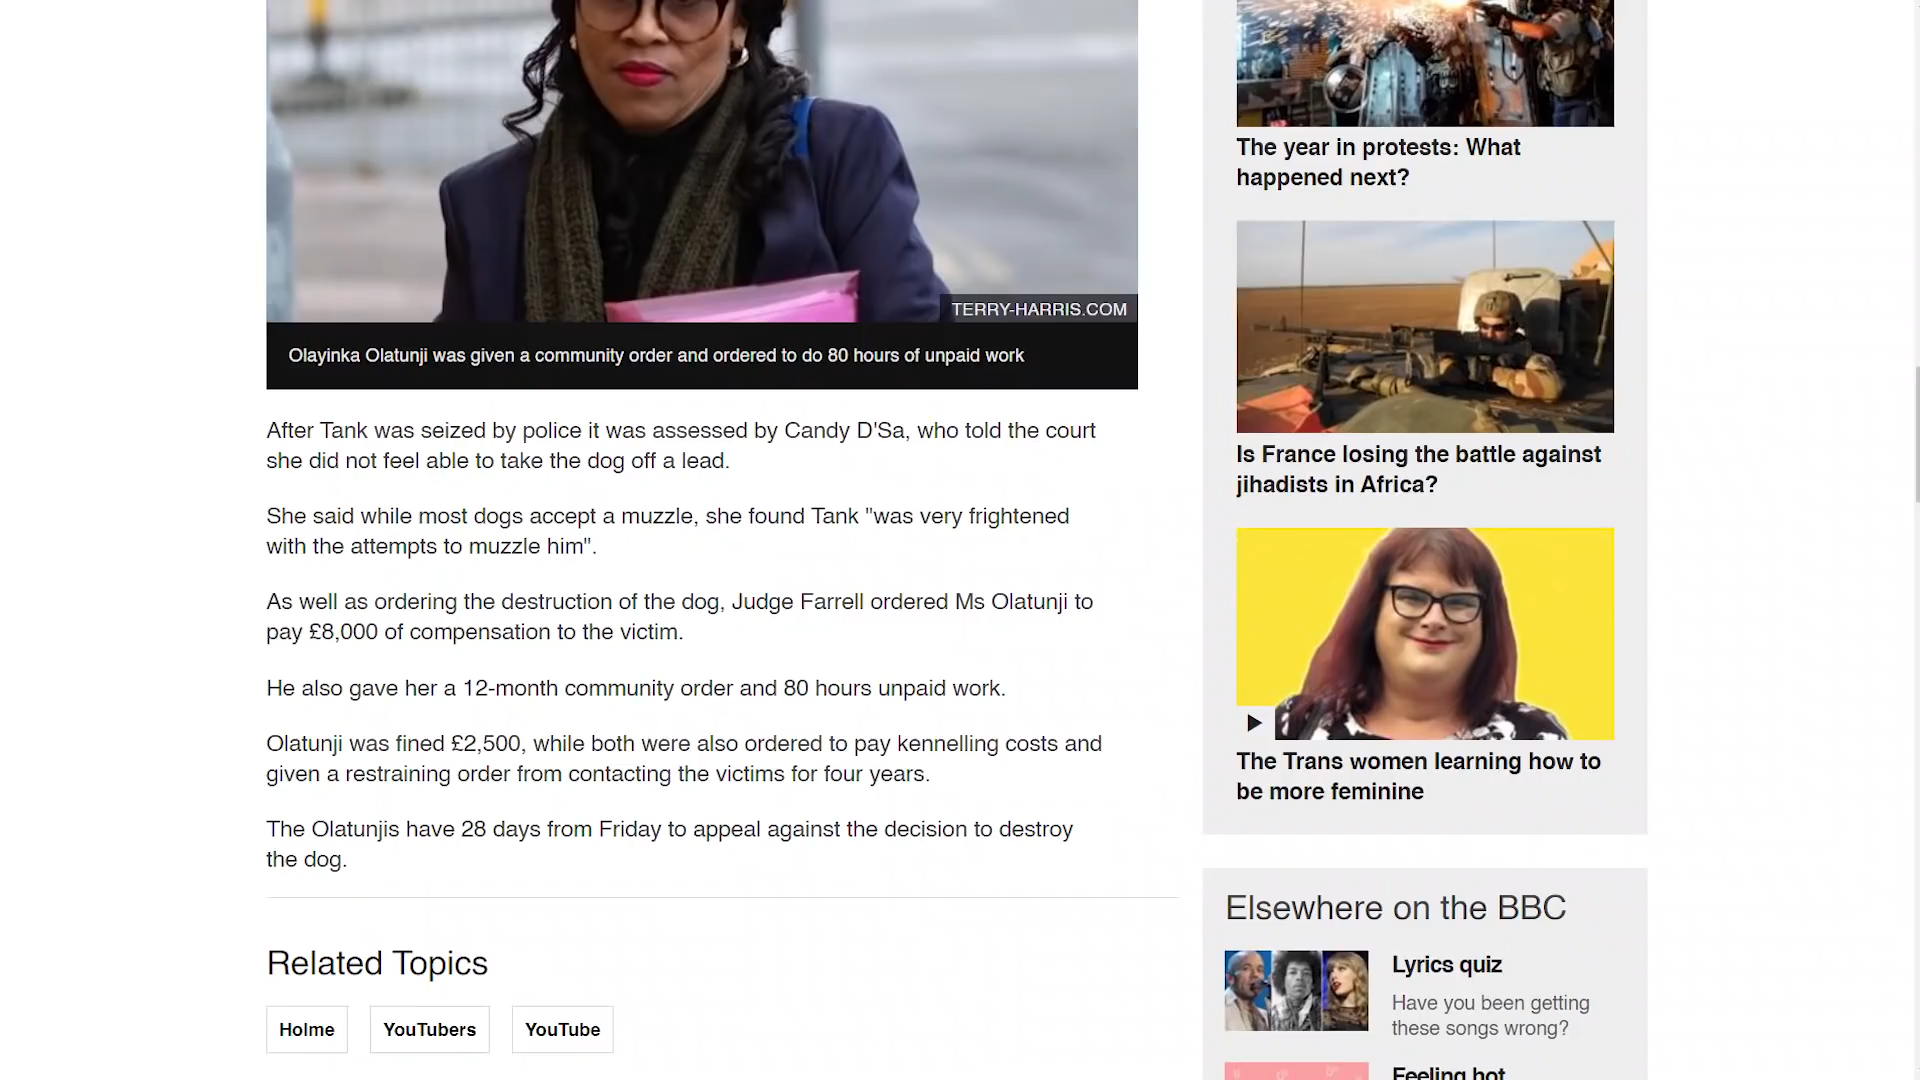 TERRY-HARRIS.COM
Olayinka Olatunji was given a community order and ordered to do 80 hours of unpaid work
After Tank was seized by police it was assessed by Candy D'Sa, who told the court
she did not feel able to take the dog off a lead.
She said while most dogs accept a muzzle, she found Tank "was very frightened
with the attempts to muzzle him".
As well as ordering the destruction of the dog, Judge Farrell ordered Ms Olatunji to
pay £8,000 of compensation to the victim.
He also gave her a 12-month community order and 80 hours unpaid work.
Olatunji was fined £2,500, while both were also ordered to pay kennelling costs and
given a restraining order from contacting the victims for four years.
The Olatunjis have 28 days from Friday to appeal against the decision to destroy
the dog.
Related Topics
Holme
YouTubers
YouTube
The year in protests: What
happened next?
Is France losing the battle against
jihadists in Africa?
The Trans women learning how to
be more feminine
Elsewhere on the BBC
Lyrics quiz
Have you been getting
these songs wrong?
Feeling hot